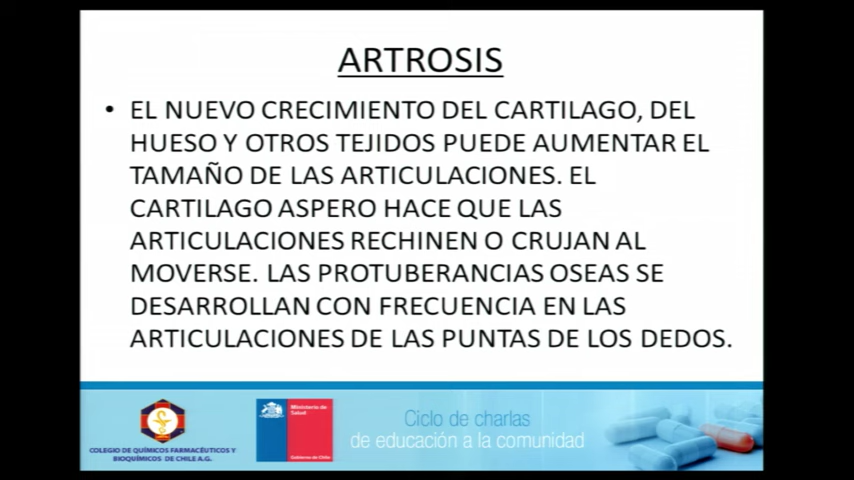 ARTROSIS
• EL NUEVO CRECIMIENTO DEL CARTILAGO, DEL
HUESO Y OTROS TEJIDOS PUEDE AUMENTAR EL
TAMAÑO DE LAS ARTICULACIONES. EL
CARTILAGO ASPERO HACE QUE LAS
ARTICULACIONES RECHINEN O CRUJAN AL
MOVERSE. LAS PROTUBERANCIAS OSEAS SE
DESARROLLAN CON FRECUENCIA EN LAS
ARTICULACIONES DE LAS PUNTAS DE LOS DEDOS.
COLEGIO DE QUÍMICOS FARMACÉUTICOS Y
BIOQUÍMICOS DE CHILE A.G.
Ministerio de
Salud
Gobierno de Chile
Ciclo de charlas
de educación a la comunidad